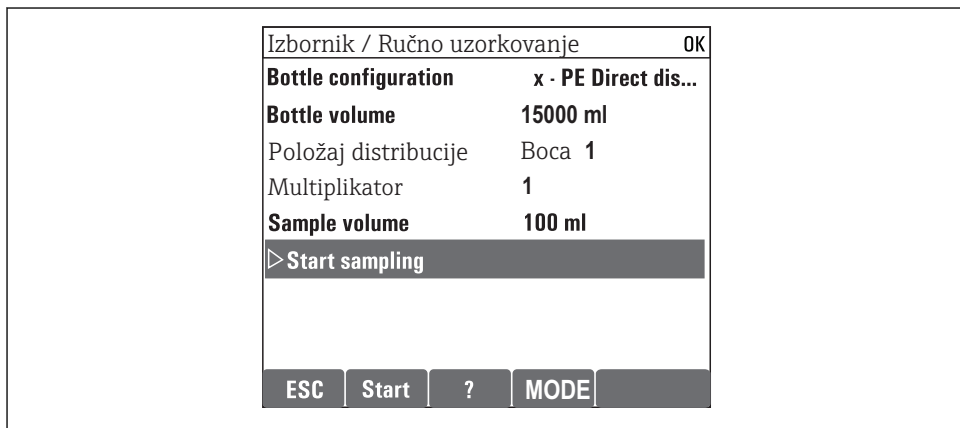 Izbornik / Ručno uzorkovanje OK
Bottle configuration x - PE Direct dis...
Bottle volume 15000 ml
Položaj distribucije Boca 1
Multiplikator 1
Sample volume 100 ml
▷Start sampling
ESC Start ? MODE